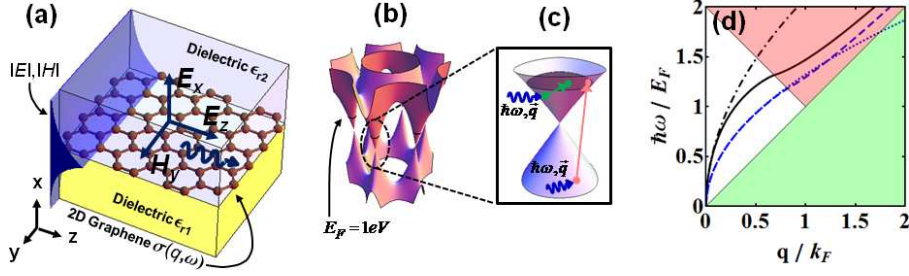 (a)
Dielectric ϵr2
|E|,|H|
Ex
Ez
Hy
Dielectric ϵr1
2D Graphene σ(q,ω)
x
y
z
(b)
EF=1eV
(c)
ℏω,q⃗
ℏω,q⃗
(d)
ℏω / EF
2
1.5
1
0.5
0
0
0.5
1
1.5
2
q / kF